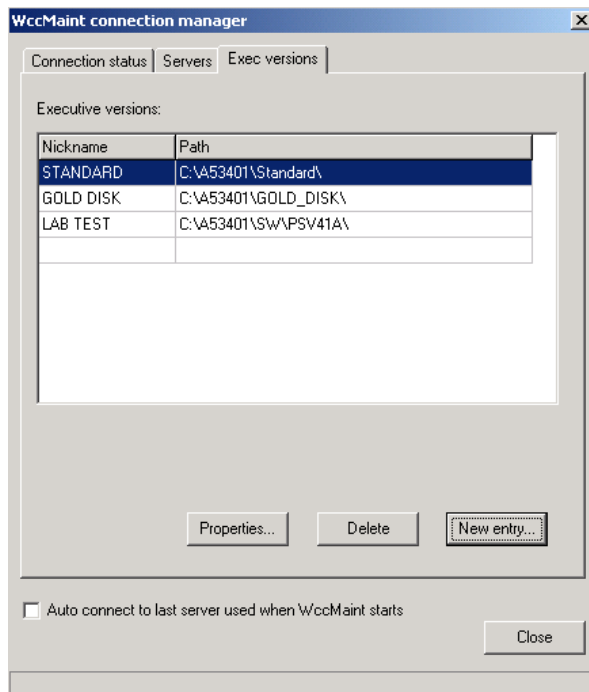 WccMaint connection manager
Connection status Servers Exec versions
Executive versions:
Nickname Path
STANDARD C:\A53401\Standard\
GOLD DISK C:\A53401\GOLD_DISK\
LAB TEST C:\A53401\SW\PSV41A\
Properties... Delete New entry...
Auto connect to last server used when WccMaint starts
Close